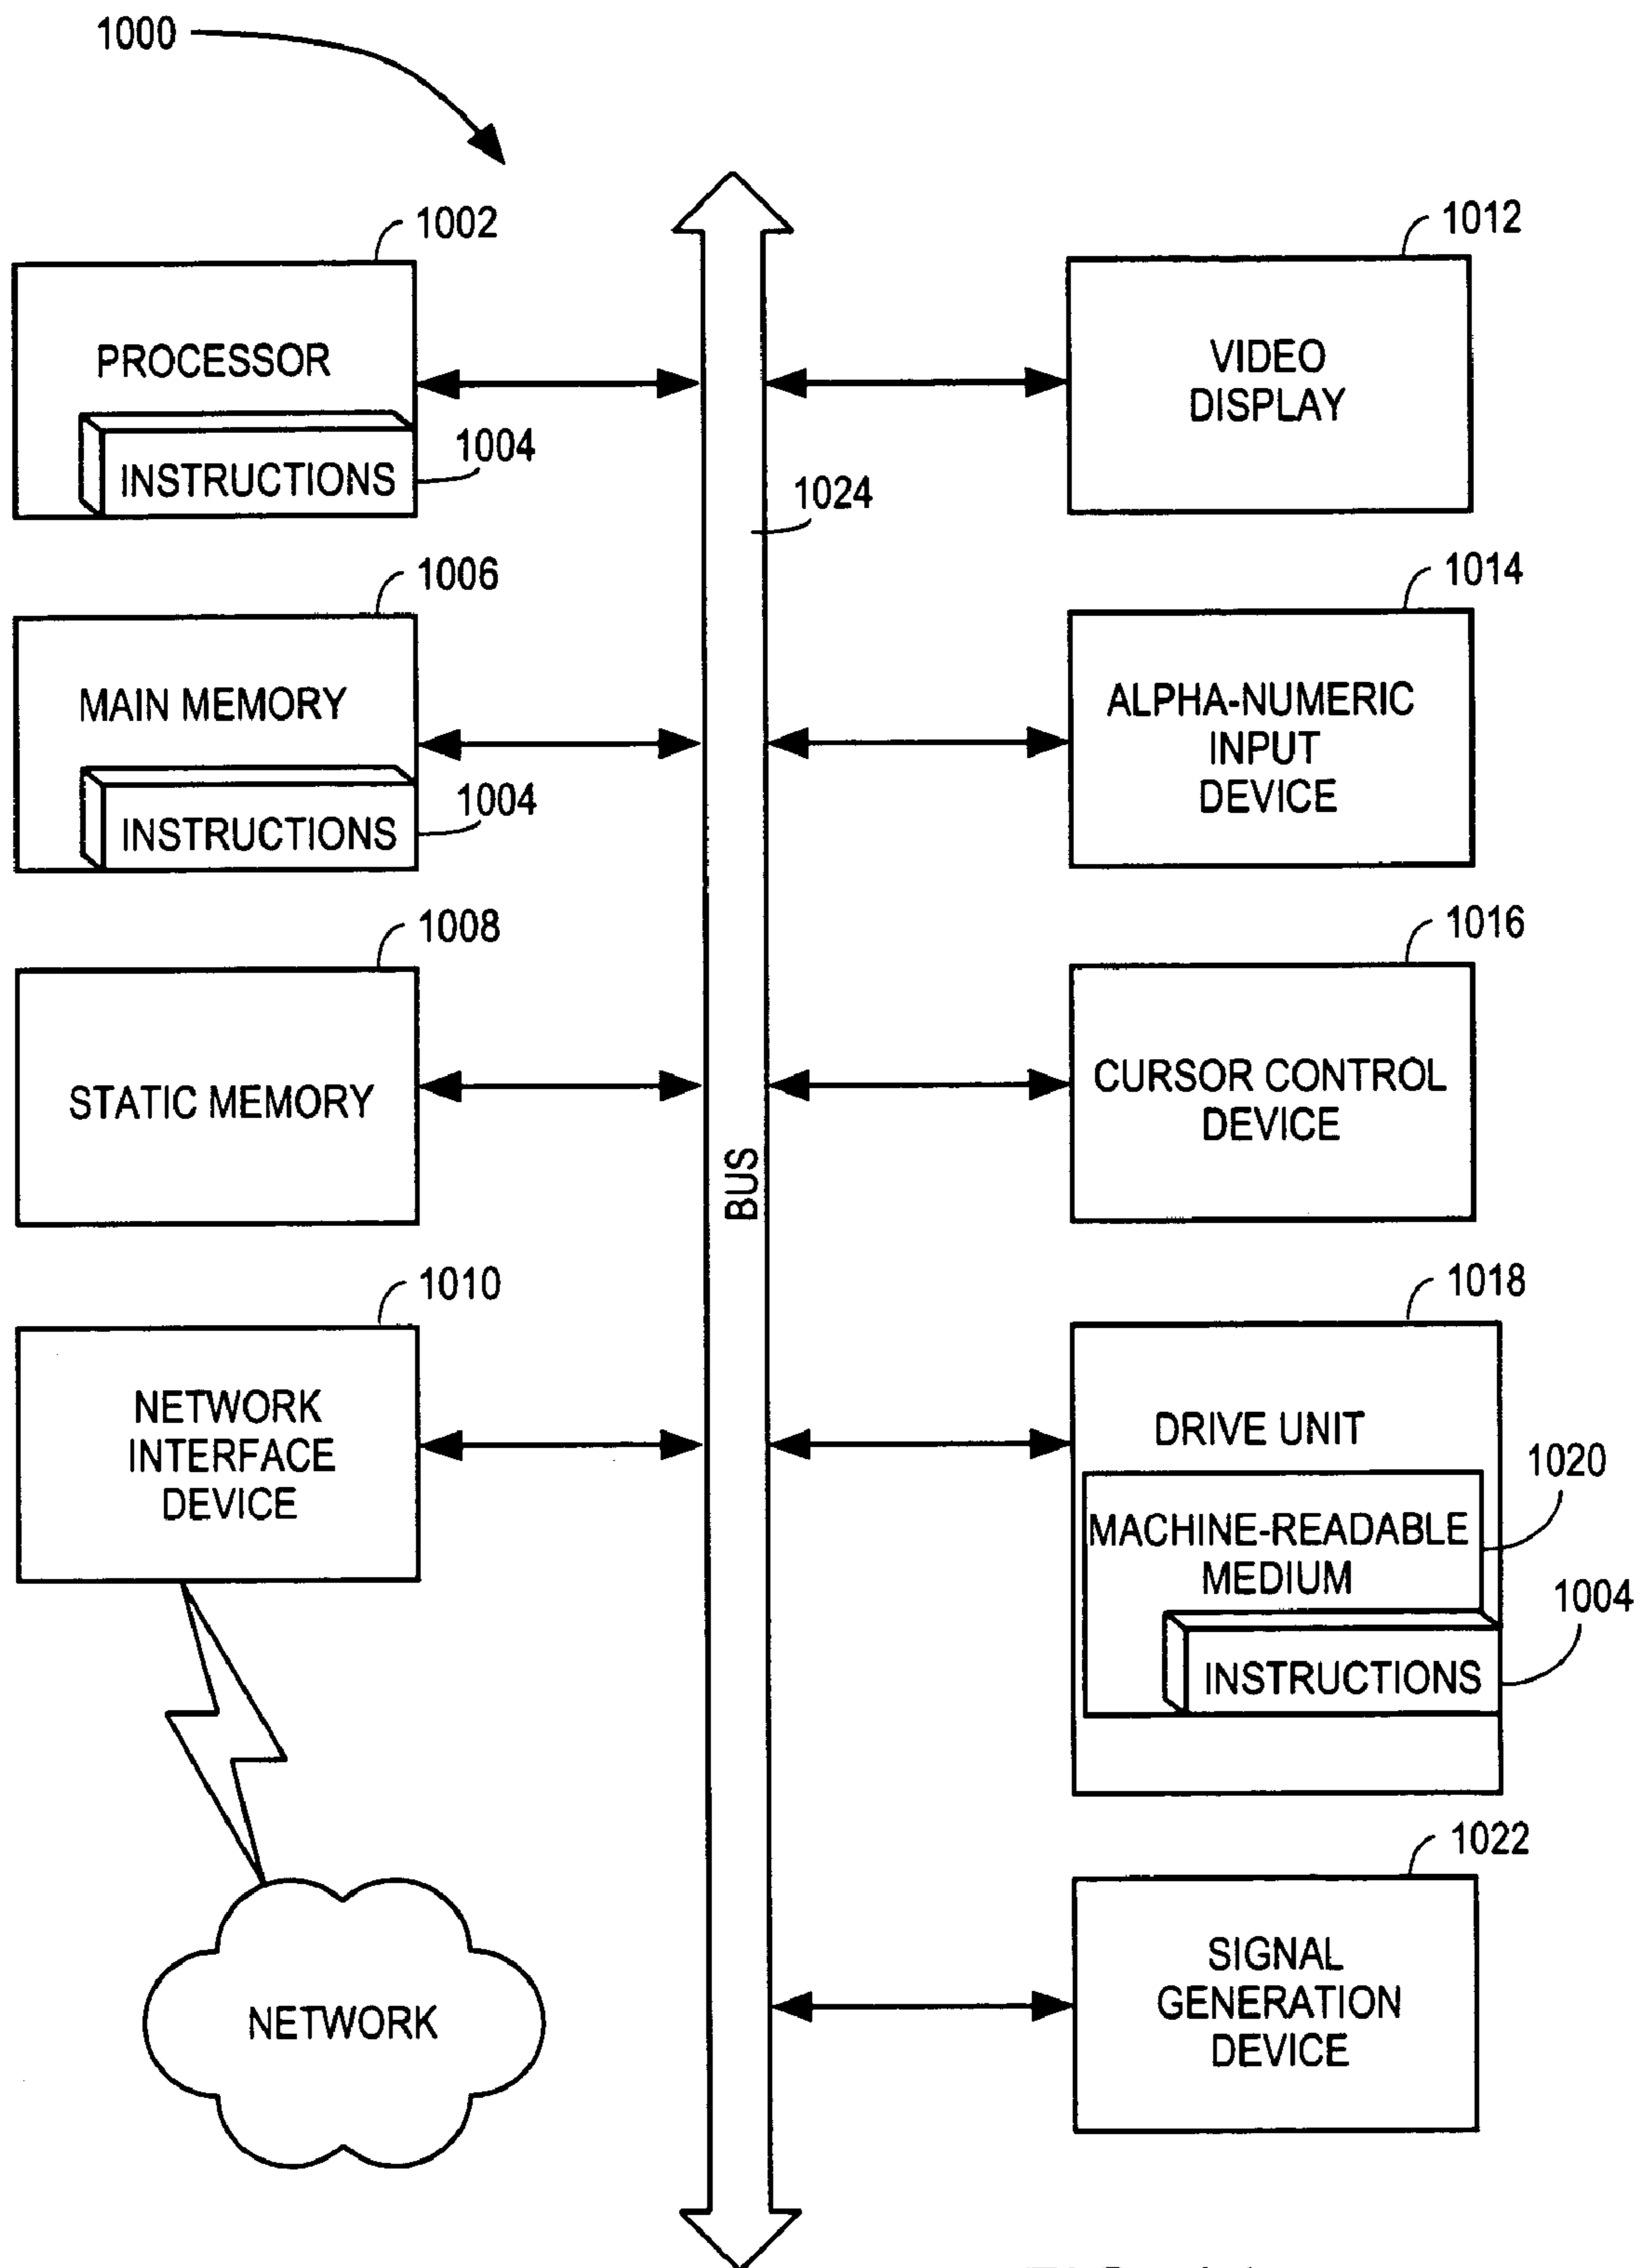 1000
1002
PROCESSOR
INSTRUCTIONS
1004
1006
MAIN MEMORY
INSTRUCTIONS
1004
1008
STATIC MEMORY
1010
NETWORK
INTERFACE
DEVICE
NETWORK
1024
BUS
1012
VIDEO
DISPLAY
1014
ALPHA-NUMERIC
INPUT
DEVICE
1016
CURSOR CONTROL
DEVICE
1018
DRIVE UNIT
1020
MACHINE-READABLE
MEDIUM
1004
INSTRUCTIONS
1022
SIGNAL
GENERATION
DEVICE